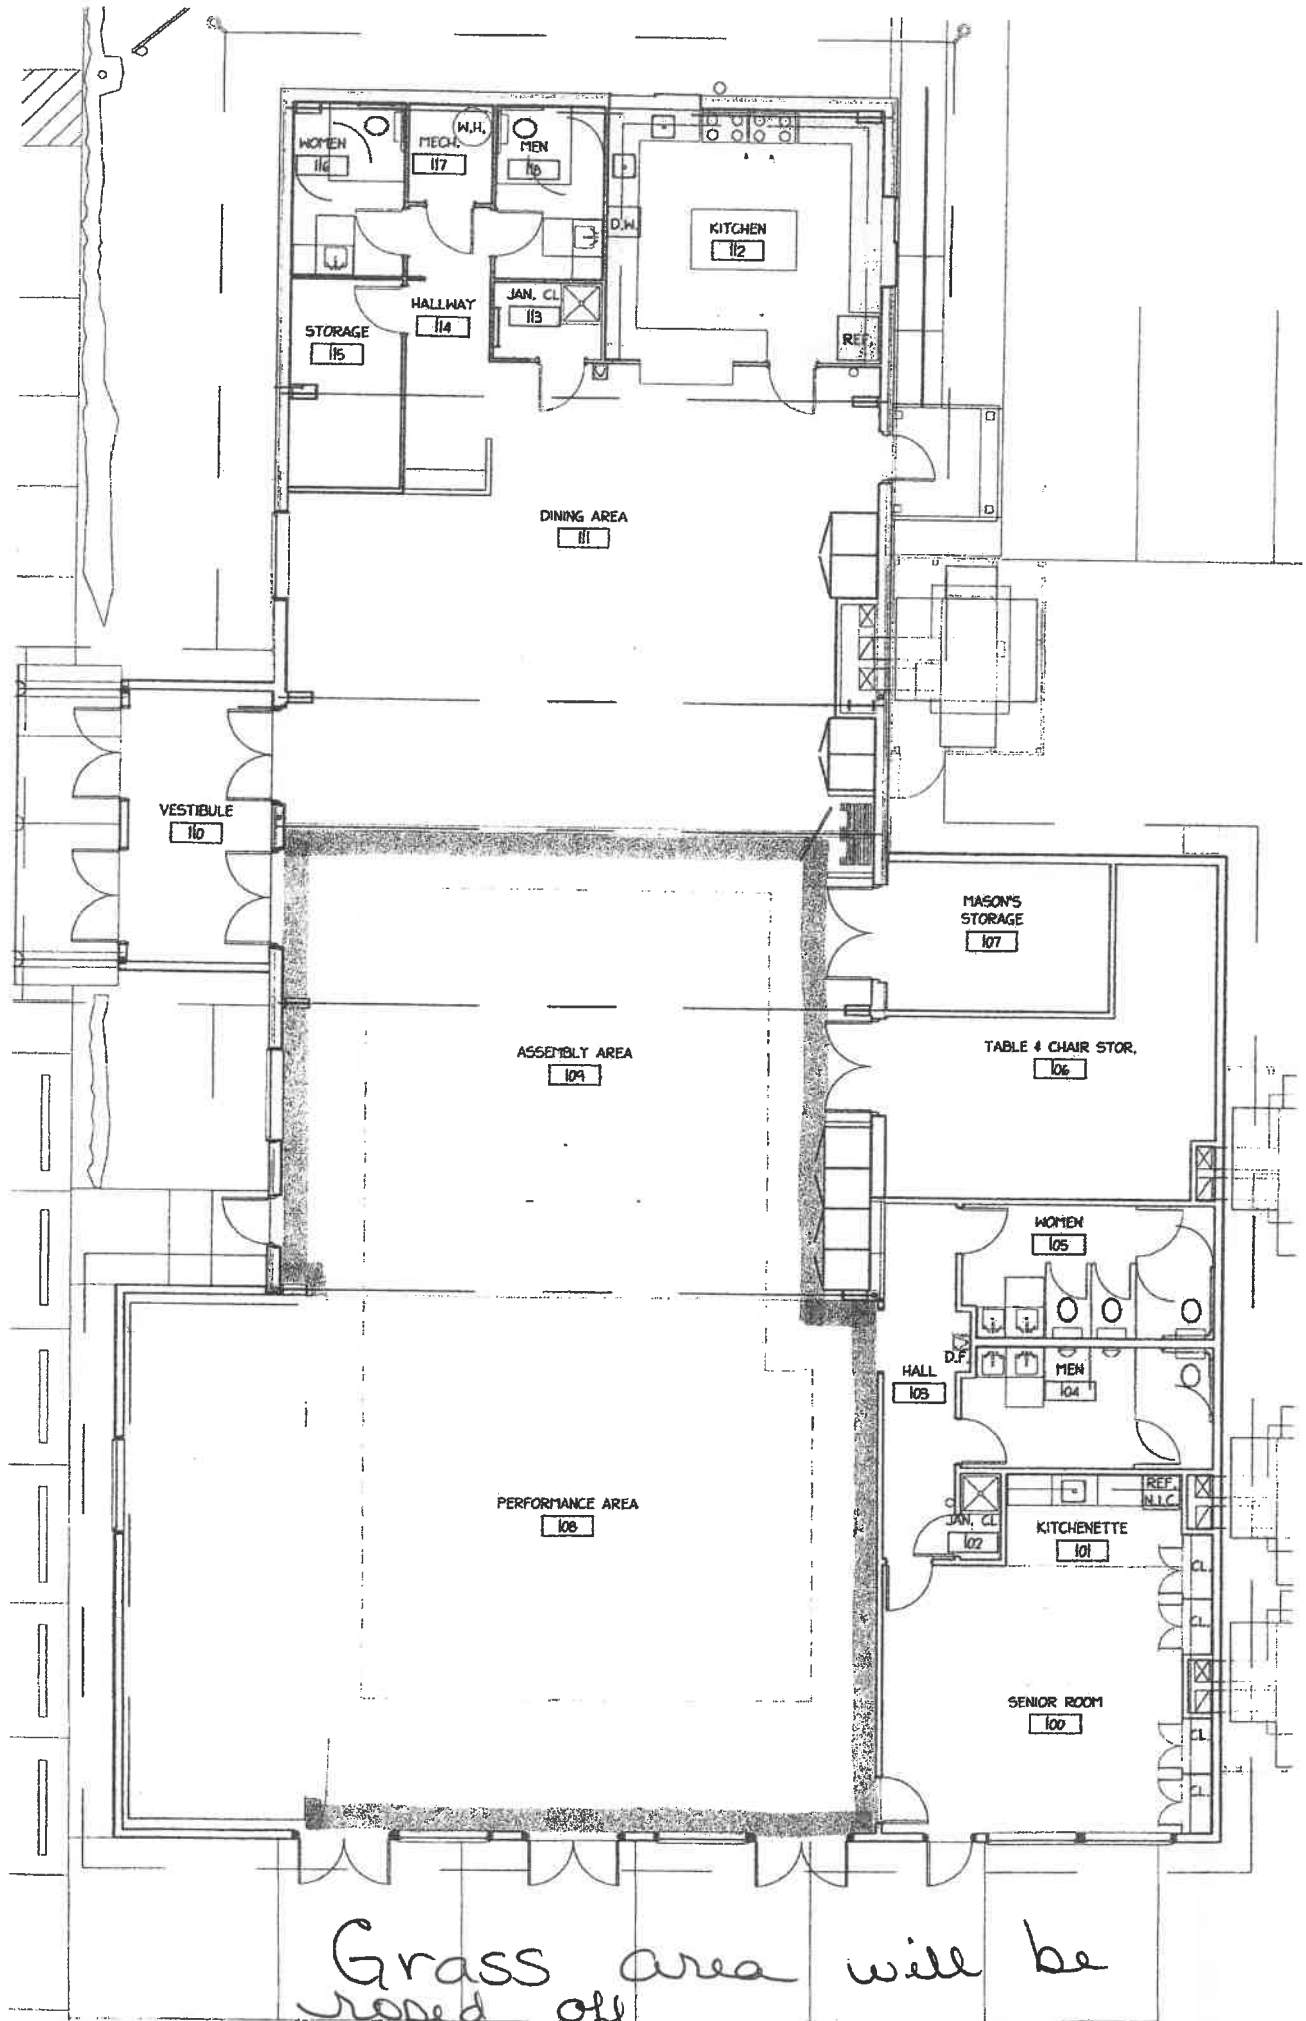 WOMEN
116
MECH.
117
W.H.
MEN
118
D.W.
KITCHEN
112
REF.
HALLWAY
114
JAN. CL
113
STORAGE
115
DINING AREA
111
VESTIBULE
110
MASON'S
STORAGE
107
ASSEMBLY AREA
109
TABLE & CHAIR STOR.
106
WOMEN
105
D.F.
HALL
103
MEN
104
PERFORMANCE AREA
108
JAN. CL
102
REF.
N.I.C.
KITCHENETTE
101
CL.
CL.
SENIOR ROOM
100
CL.
CL.
Grass area will be
roped off